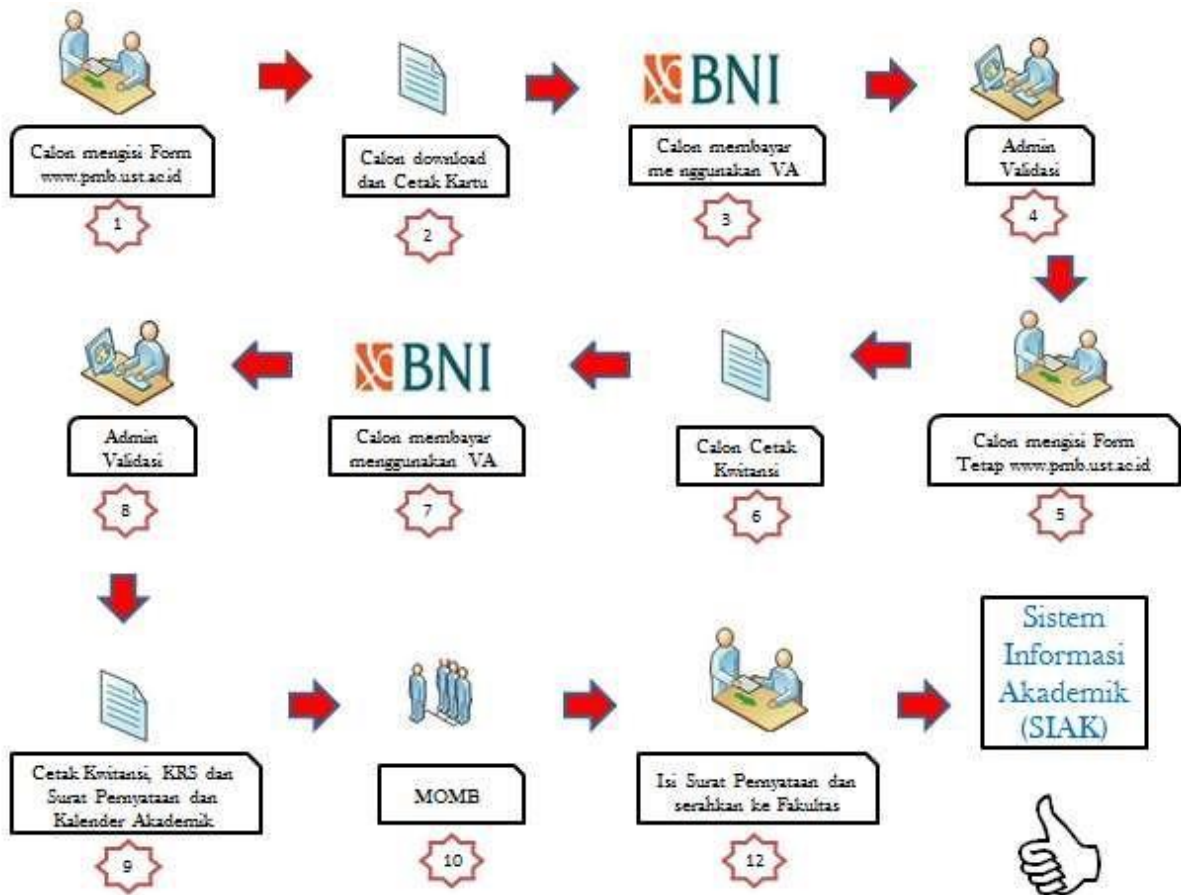 Calon mengisi Form
www.pmb.ust.ac.id
1
Calon download
dan Cetak Kartu
2
BNI
Calon membayar
me nggunakan VA
3
Admin
Validasi
4
Calon mengisi Form
Tetap www.pmb.ust.ac.id
5
Calon Cetak
Kwitansi
6
BNI
Calon membayar
menggunakan VA
7
Admin
Validasi
8
Cetak Kwitansi, KRS dan
Surat Pernyataan dan
Kalender Akademik
9
MOMB
10
Isi Surat Pernyataan dan
serahkan ke Fakultas
12
Sistem
Informasi
Akademik
(SIAK)